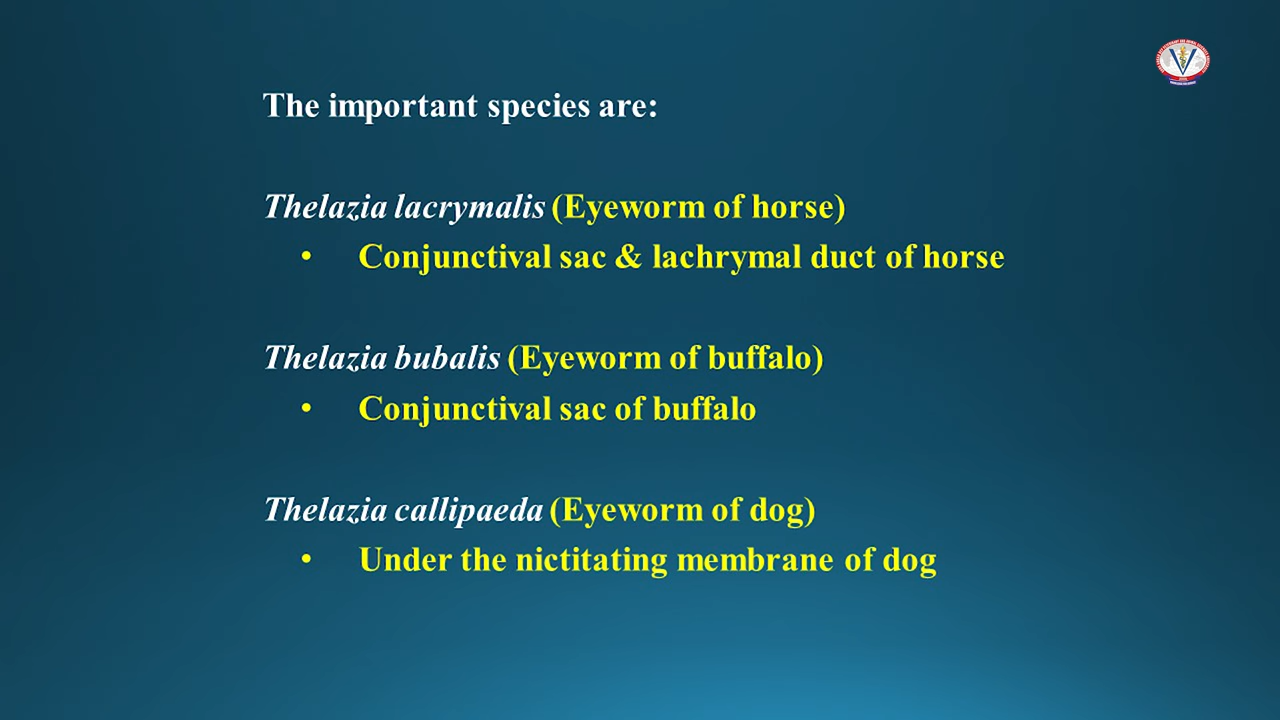 The important species are:
Thelazia lacrymalis (Eyeworm of horse)
• Conjunctival sac & lachrymal duct of horse
Thelazia bubalis (Eyeworm of buffalo)
• Conjunctival sac of buffalo
Thelazia callipaeda (Eyeworm of dog)
• Under the nictitating membrane of dog